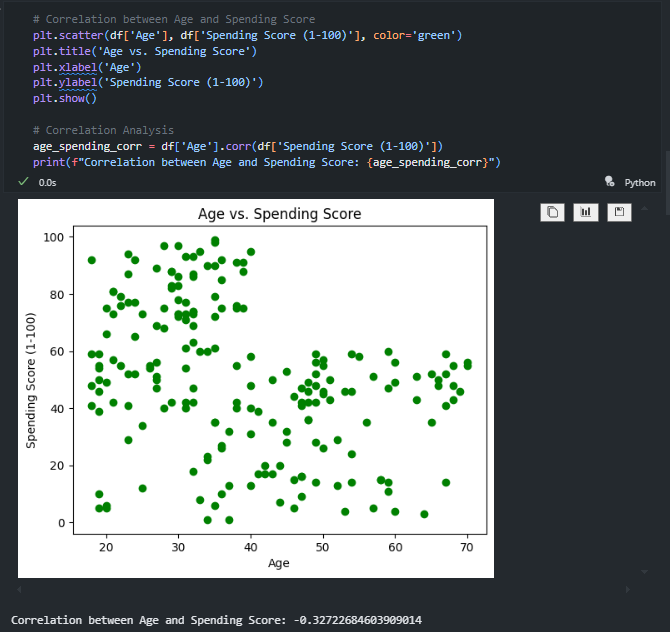 # Correlation between Age and Spending Score
plt.scatter(df['Age'], df['Spending Score (1-100)'], color='green')
plt.title('Age vs. Spending Score')
plt.xlabel('Age')
plt.ylabel('Spending Score (1-100)')
plt.show()
# Correlation Analysis
age_spending_corr = df['Age'].corr(df['Spending Score (1-100)'])
print(f"Correlation between Age and Spending Score: {age_spending_corr}")
0.0s
Python
Age vs. Spending Score
100
80
60
40
20
0
Spending Score (1-100)
20 30 40 50 60 70
Age
Correlation between Age and Spending Score: -0.32722684603909014